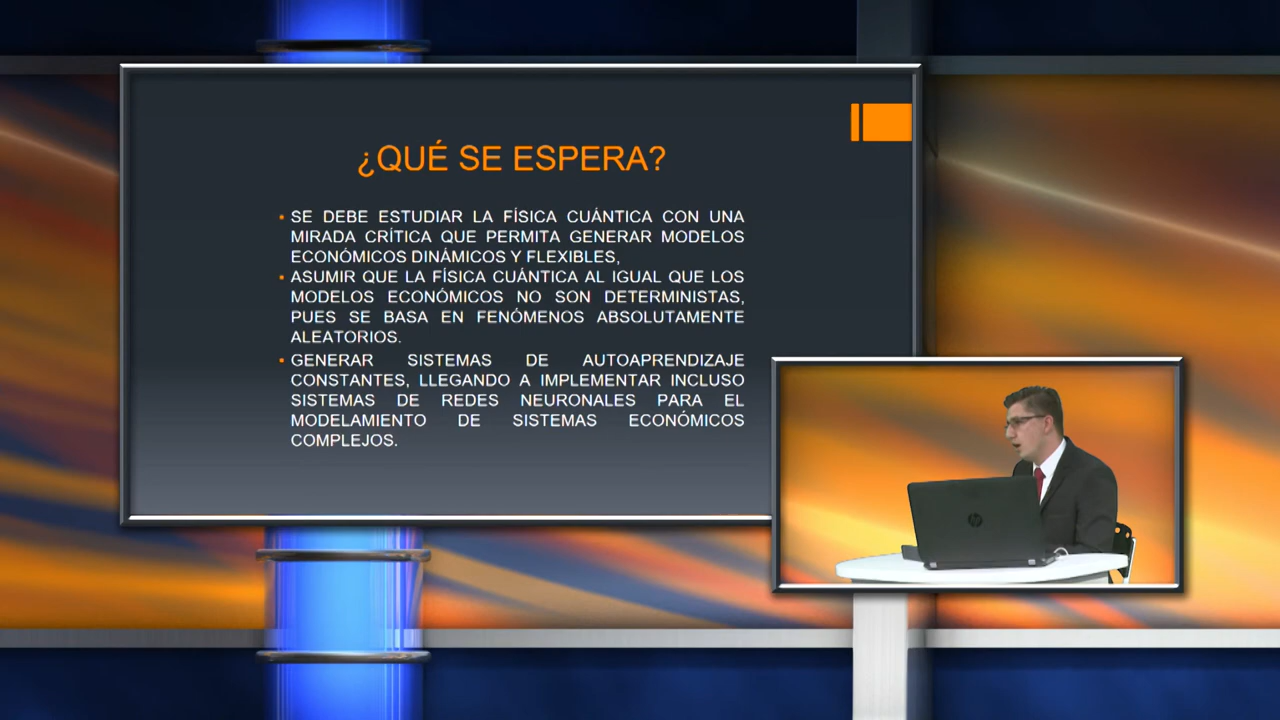 ¿QUÉ SE ESPERA?
SE DEBE ESTUDIAR LA FÍSICA CUÁNTICA CON UNA
MIRADA CRÍTICA QUE PERMITA GENERAR MODELOS
ECONÓMICOS DINÁMICOS Y FLEXIBLES,
ASUMIR QUE LA FÍSICA CUÁNTICA AL IGUAL QUE LOS
MODELOS ECONÓMICOS NO SON DETERMINISTAS,
PUES SE BASA EN FENÓMENOS ABSOLUTAMENTE
ALEATORIOS.
GENERAR SISTEMAS DE AUTOAPRENDIZAJE
CONSTANTES, LLEGANDO A IMPLEMENTAR INCLUSO
SISTEMAS DE REDES NEURONALES PARA EL
MODELAMIENTO DE SISTEMAS ECONÓMICOS
COMPLEJOS.
hp